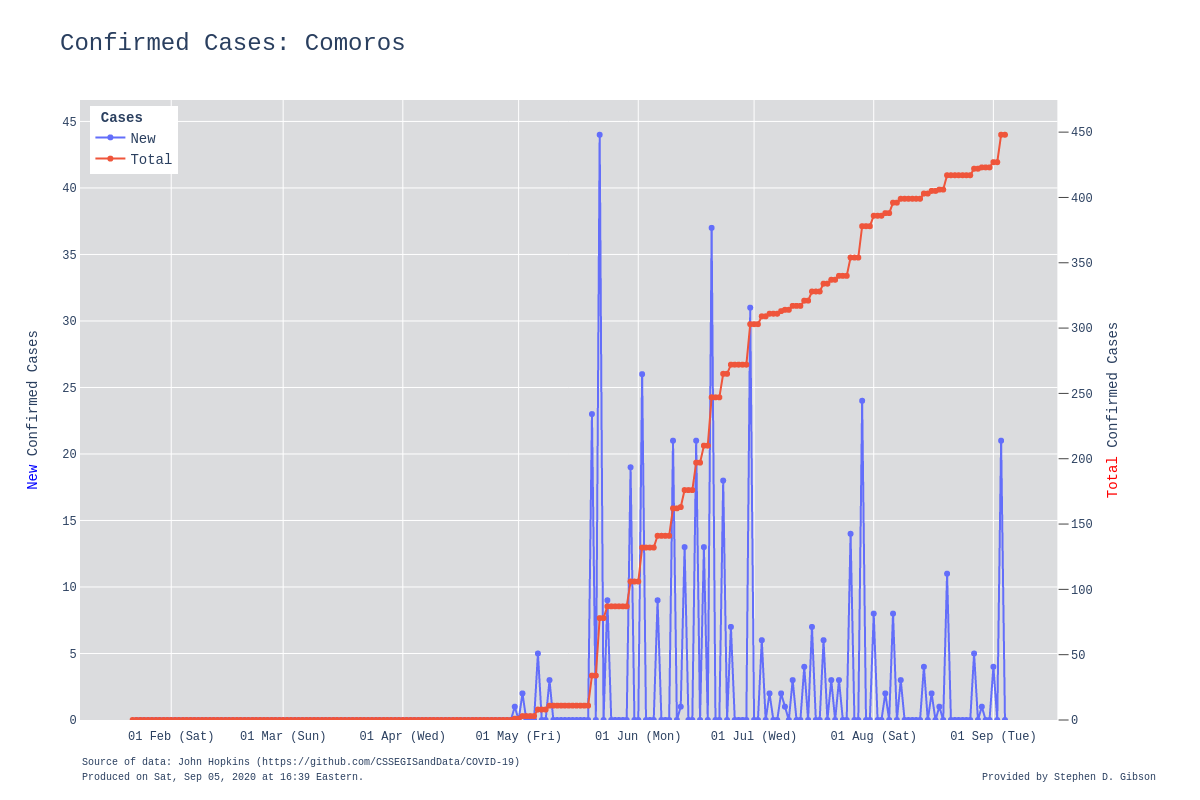 Confirmed Cases: Comoros
Cases
New
Total
45
40
35
30
25
20
15
10
5
0
New Confirmed Cases
450
400
350
300
250
200
150
100
50
0
Total Confirmed Cases
01 Feb (Sat)
01 Mar (Sun)
01 Apr (Wed)
01 May (Fri)
01 Jun (Mon)
01 Jul (Wed)
01 Aug (Sat)
01 Sep (Tue)
Source of data: John Hopkins (https://github.com/CSSEGISandData/COVID-19)
Produced on Sat, Sep 05, 2020 at 16:39 Eastern.
Provided by Stephen D. Gibson